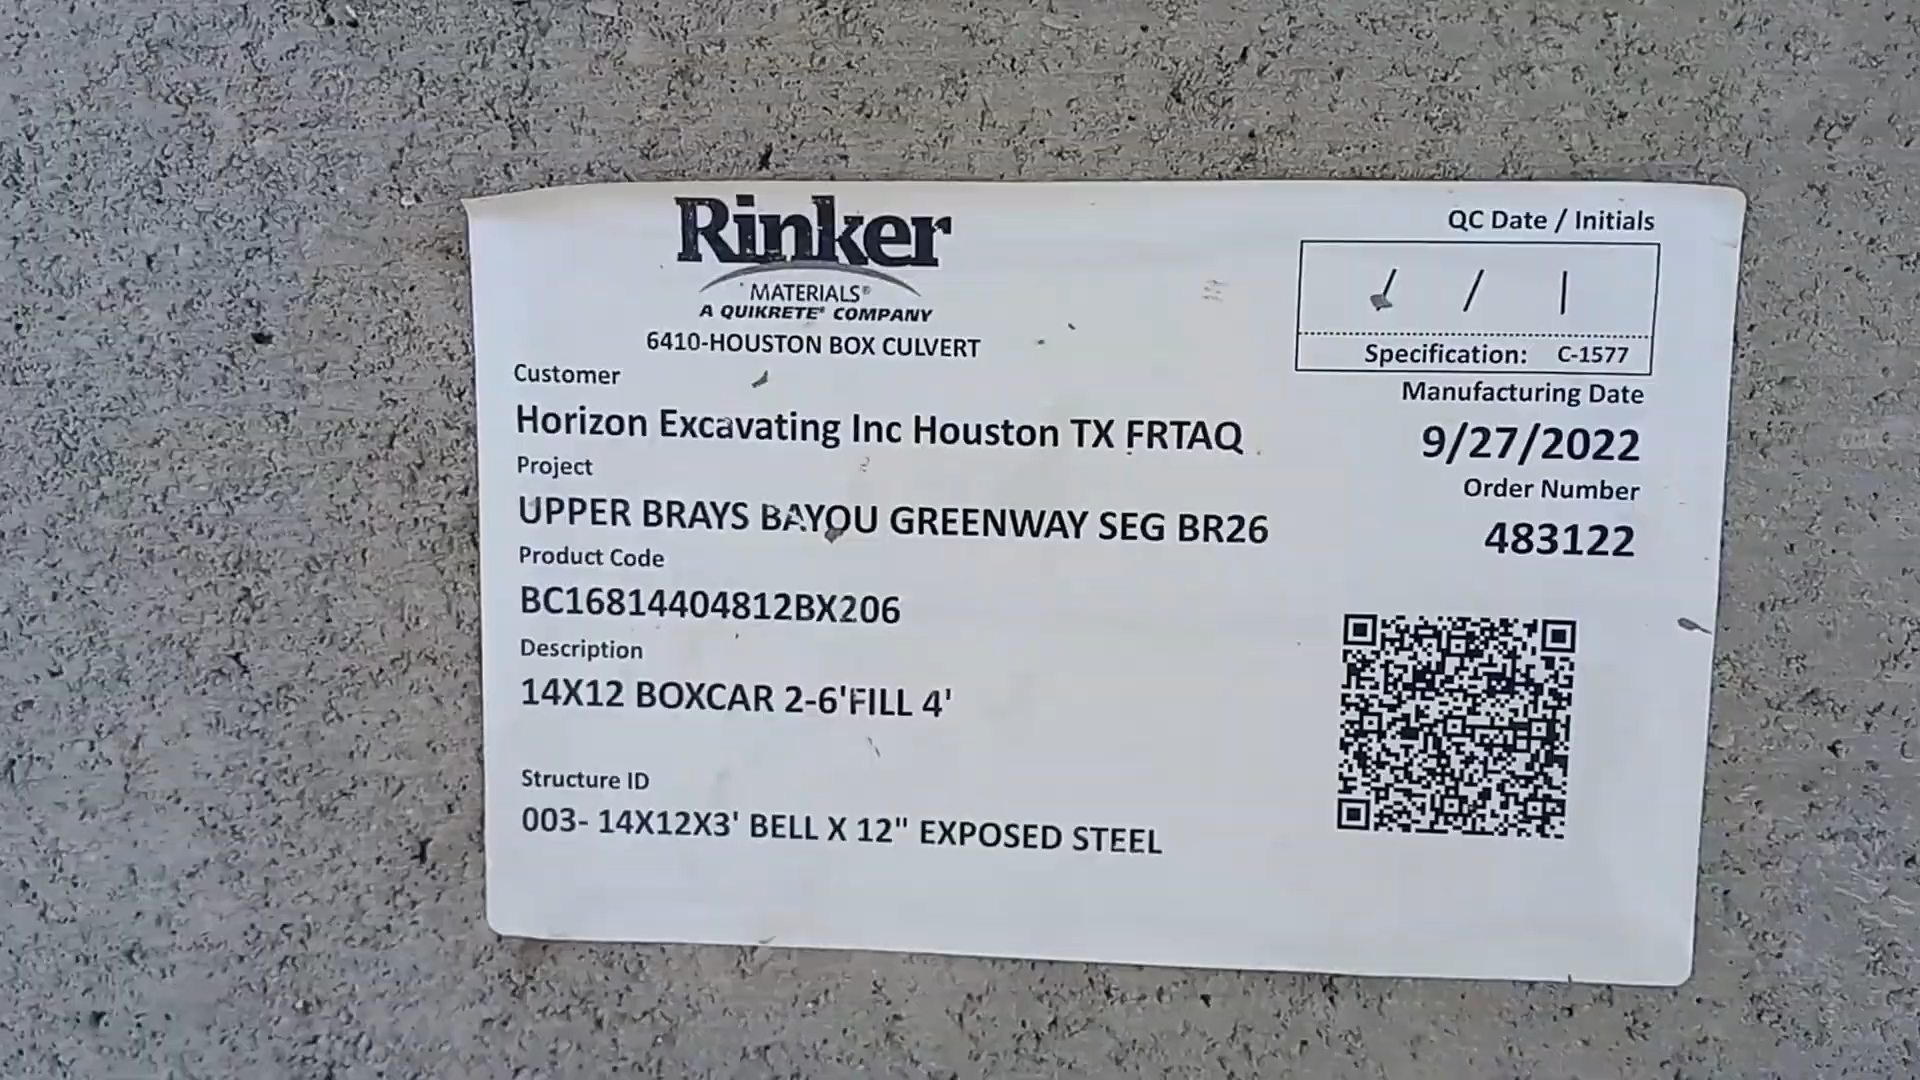 Rinker
MATERIALS®
A QUIKRETE® COMPANY
6410-HOUSTON BOX CULVERT
QC Date / Initials
/ / |
Specification: C-1577
Customer
Horizon Excavating Inc Houston TX FRTAQ
Manufacturing Date
9/27/2022
Project
UPPER BRAYS BAYOU GREENWAY SEG BR26
Order Number
483122
Product Code
BC16814404812BX206
Description
14X12 BOXCAR 2-6'FILL 4'
Structure ID
003- 14X12X3' BELL X 12" EXPOSED STEEL